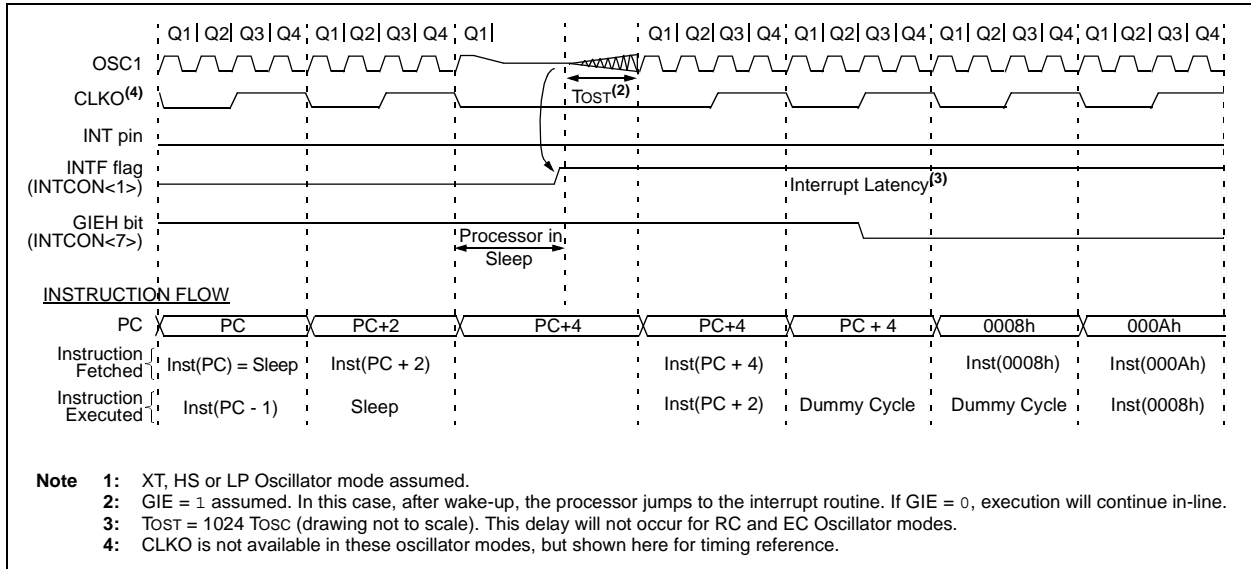 Q1 Q2 Q3 Q4 Q1 Q2 Q3 Q4 Q1 Q1 Q2 Q3 Q4 Q1 Q2 Q3 Q4 Q1 Q2 Q3 Q4 Q1 Q2 Q3 Q4
OSC1
CLKO(4) TOST(2)
INT pin
INTF flag
(INTCON<1>) Interrupt Latency(3)
GIEH bit
(INTCON<7>) Processor in
Sleep
INSTRUCTION FLOW
PC PC PC+2 PC+4 PC+4 PC + 4 0008h 000Ah
Instruction
Fetched Inst(PC) = Sleep Inst(PC + 2) Inst(PC + 4) Inst(0008h) Inst(000Ah)
Instruction
Executed Inst(PC - 1) Sleep Inst(PC + 2) Dummy Cycle Dummy Cycle Inst(0008h)
Note 1: XT, HS or LP Oscillator mode assumed.
2: GIE = 1 assumed. In this case, after wake-up, the processor jumps to the interrupt routine. If GIE = 0, execution will continue in-line.
3: TOST = 1024 TOSC (drawing not to scale). This delay will not occur for RC and EC Oscillator modes.
4: CLKO is not available in these oscillator modes, but shown here for timing reference.